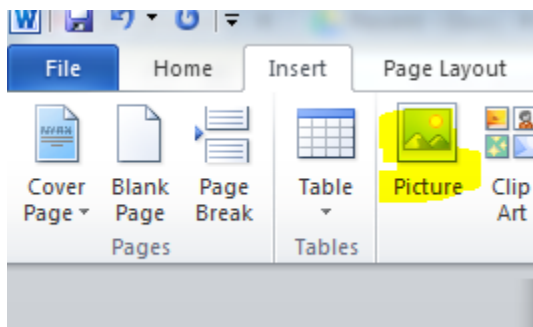 W
File Home Insert Page Layout
Cover Page Blank Page Page Break Table Picture Clip Art
Pages Tables